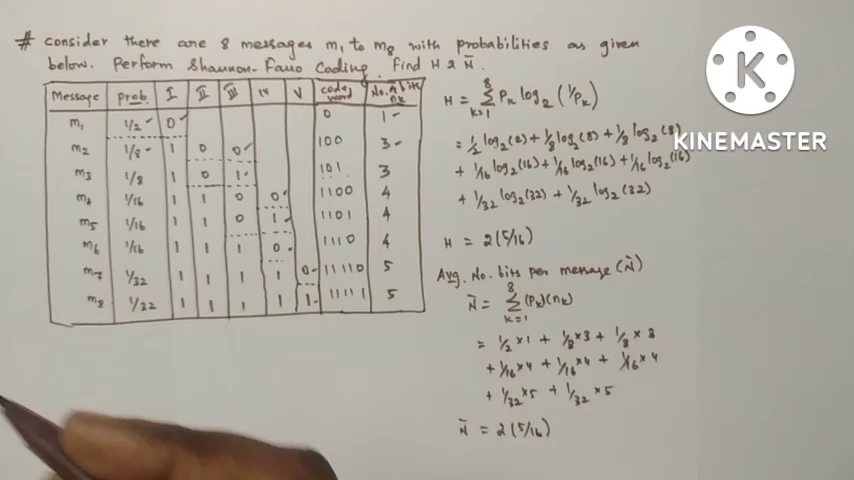 # Consider there are 8 messages m1 to m8 with probabilities as given
below. Perform Shannon-Fano Coding. Find H & N̄.
Message Prob. I II III IV V code word No. of bits nk
m1 1/2 0 0 1
m2 1/8 1 0 0 100 3
m3 1/8 1 0 1 101 3
m4 1/16 1 1 0 0 1100 4
m5 1/16 1 1 0 1 1101 4
m6 1/16 1 1 1 0 1110 4
m7 1/32 1 1 1 1 0 11110 5
m8 1/32 1 1 1 1 1 11111 5
H = 8 Σ k=1 Pk log2 (1/Pk)
= 1/2 log2(2) + 1/8 log2(8) + 1/8 log2(8)
+ 1/16 log2(16) + 1/16 log2(16) + 1/16 log2(16)
+ 1/32 log2(32) + 1/32 log2(32)
H = 2(5/16)
Avg. No. bits per message (N̄)
N̄ = 8 Σ k=1 (Pk)(nk)
= 1/2 × 1 + 1/8 × 3 + 1/8 × 3
+ 1/16 × 4 + 1/16 × 4 + 1/16 × 4
+ 1/32 × 5 + 1/32 × 5
N̄ = 2(5/16)
K
KINEMASTER